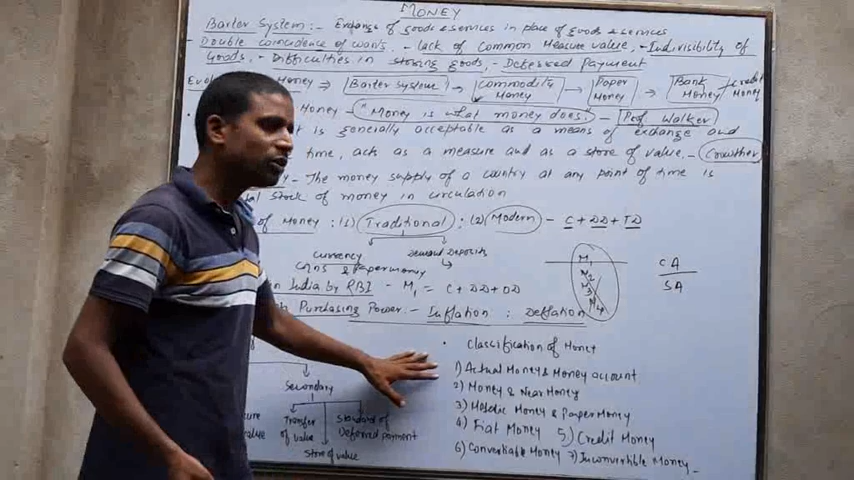 MONEY
Barter System :- Exchange of goods & services in place of goods & services
- Double coincidence of wants. - lack of Common Measure value, - Indivisibility of
Goods. - Difficulties in storing goods, - Deferred Payment
Money ⇒ Barter System → Commodity Money → Paper Money → Bank Money → credit Money
Money - "Money is what money does." - Prof Walker
is generally acceptable as a means of exchange and
time, acts as a measure and as a store of value. - Crowther
- The money supply of a country at any point of time is
stock of money in circulation
of Money : (1) Traditional : (2) Modern - C + DD + TD
currency Demand Deposits
coins & Paper money
M1
M2
M3
M4
CA
SA
in India by RBI - M1 = C + DD + OD
Purchasing Power :- Inflation : Deflation
• Classification of Money
1) Actual Money & Money account
2) Money & Near Money
3) Metalic Money & Paper Money
4) Fiat Money 5) Credit Money
6) Convertiable Money 7) Inconvertible Money
Secondary
Transfer of value
Standard of Deferred payment
Store of value